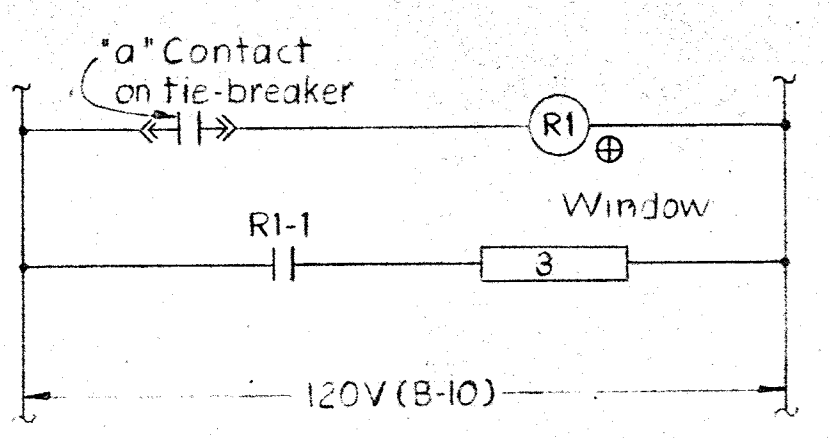 "a" Contact
on tie-breaker
R1
Window
R1-1
3
120V (B-10)